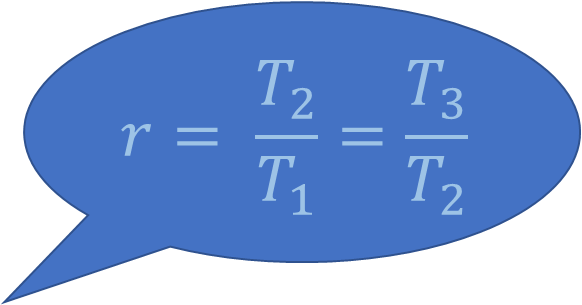 r = T₂/T₁ = T₃/T₂